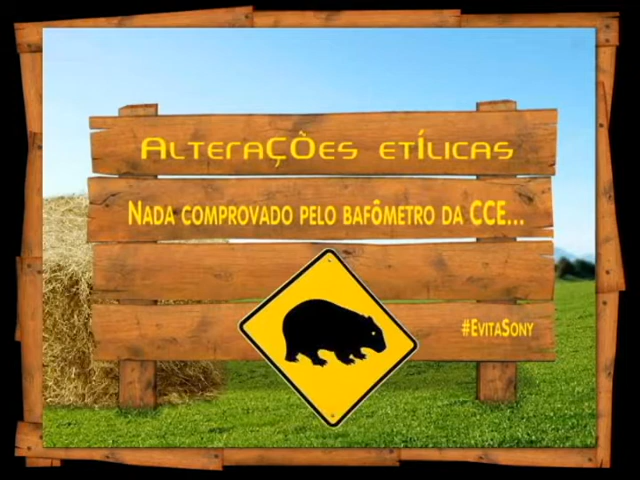 Alterações etílicas
Nada comprovado pelo bafômetro da CCE...
#EvitaSony